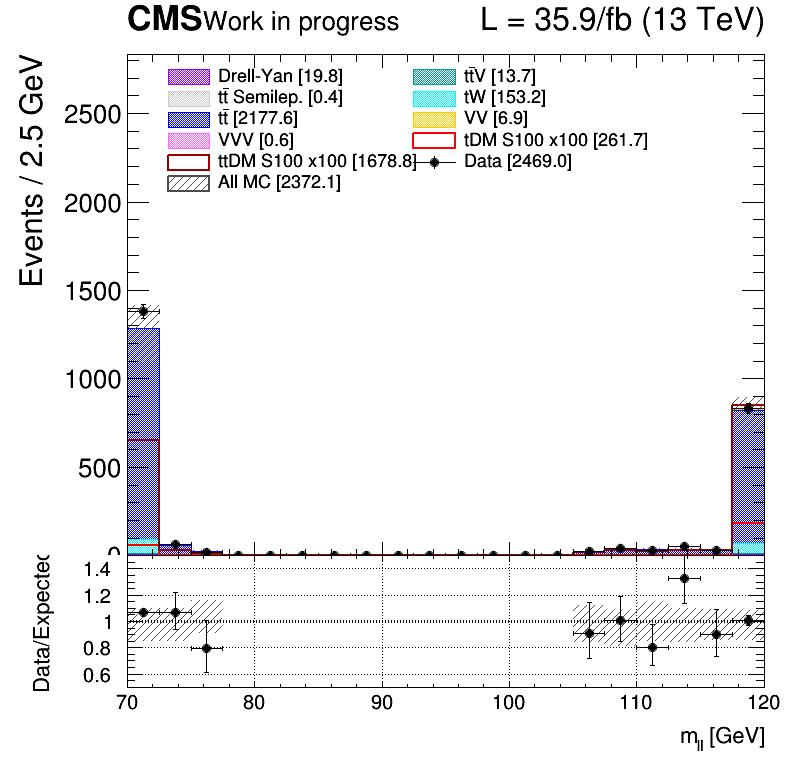 CMS Work in progress L = 35.9/fb (13 TeV)
Events / 2.5 GeV
Drell-Yan [19.8]
tt̄V [13.7]
tt̄ Semilep. [0.4]
tW [153.2]
tt̄ [2177.6]
VV [6.9]
VVV [0.6]
tDM S100 x100 [261.7]
ttDM S100 x100 [1678.8]
Data [2469.0]
All MC [2372.1]
2500
2000
1500
1000
500
0
Data/Expected
1.4
1.2
1
0.8
0.6
70 80 90 100 110 120
m_ll [GeV]